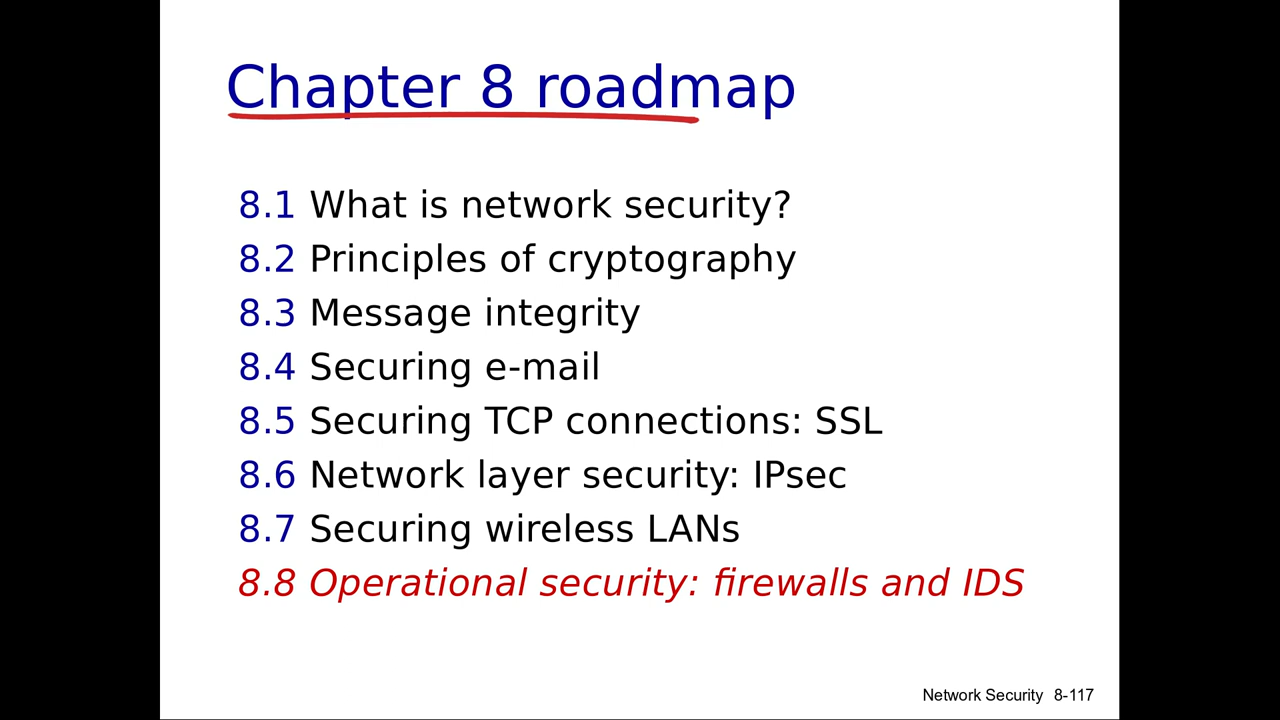 Chapter 8 roadmap
8.1 What is network security?
8.2 Principles of cryptography
8.3 Message integrity
8.4 Securing e-mail
8.5 Securing TCP connections: SSL
8.6 Network layer security: IPsec
8.7 Securing wireless LANs
8.8 Operational security: firewalls and IDS
Network Security 8-117